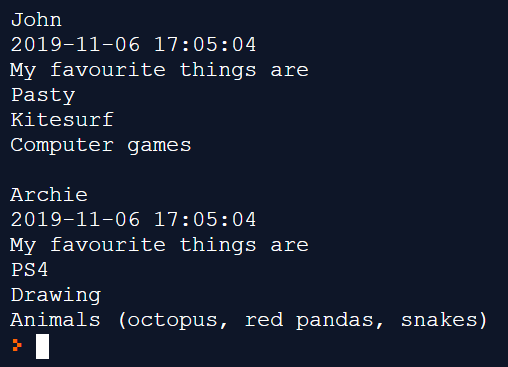 John
2019-11-06 17:05:04
My favourite things are
Pasty
Kitesurf
Computer games

Archie
2019-11-06 17:05:04
My favourite things are
PS4
Drawing
Animals (octopus, red pandas, snakes)
>